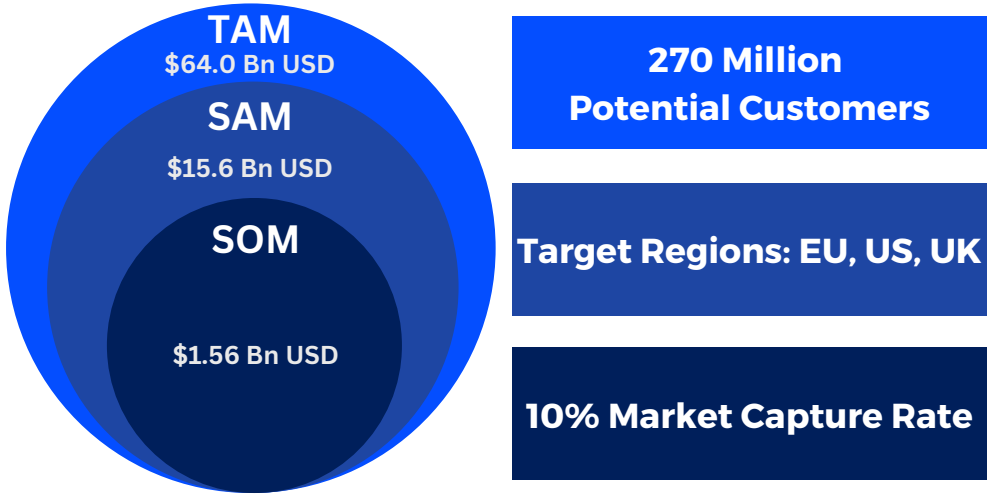 TAM
$64.0 Bn USD
SAM
$15.6 Bn USD
SOM
$1.56 Bn USD
270 Million
Potential Customers
Target Regions: EU, US, UK
10% Market Capture Rate